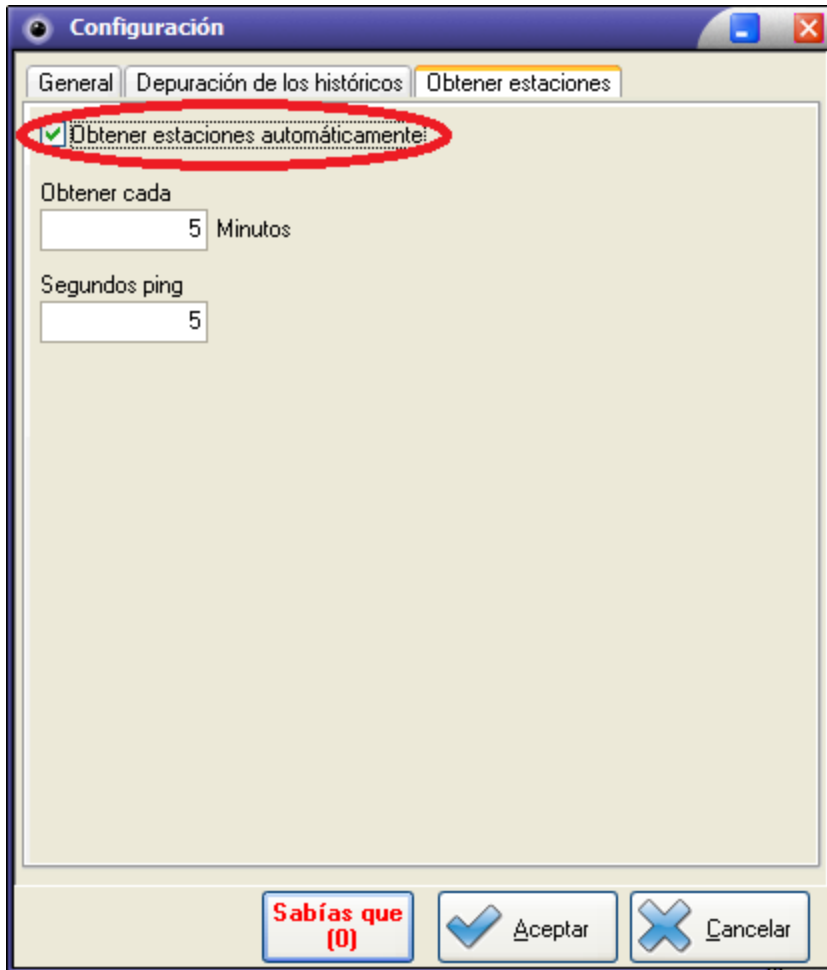 Configuración
General Depuración de los históricos Obtener estaciones
Obtener estaciones automáticamente
Obtener cada
5 Minutos
Segundos ping
5
Sabías que
(0)
Aceptar
Cancelar